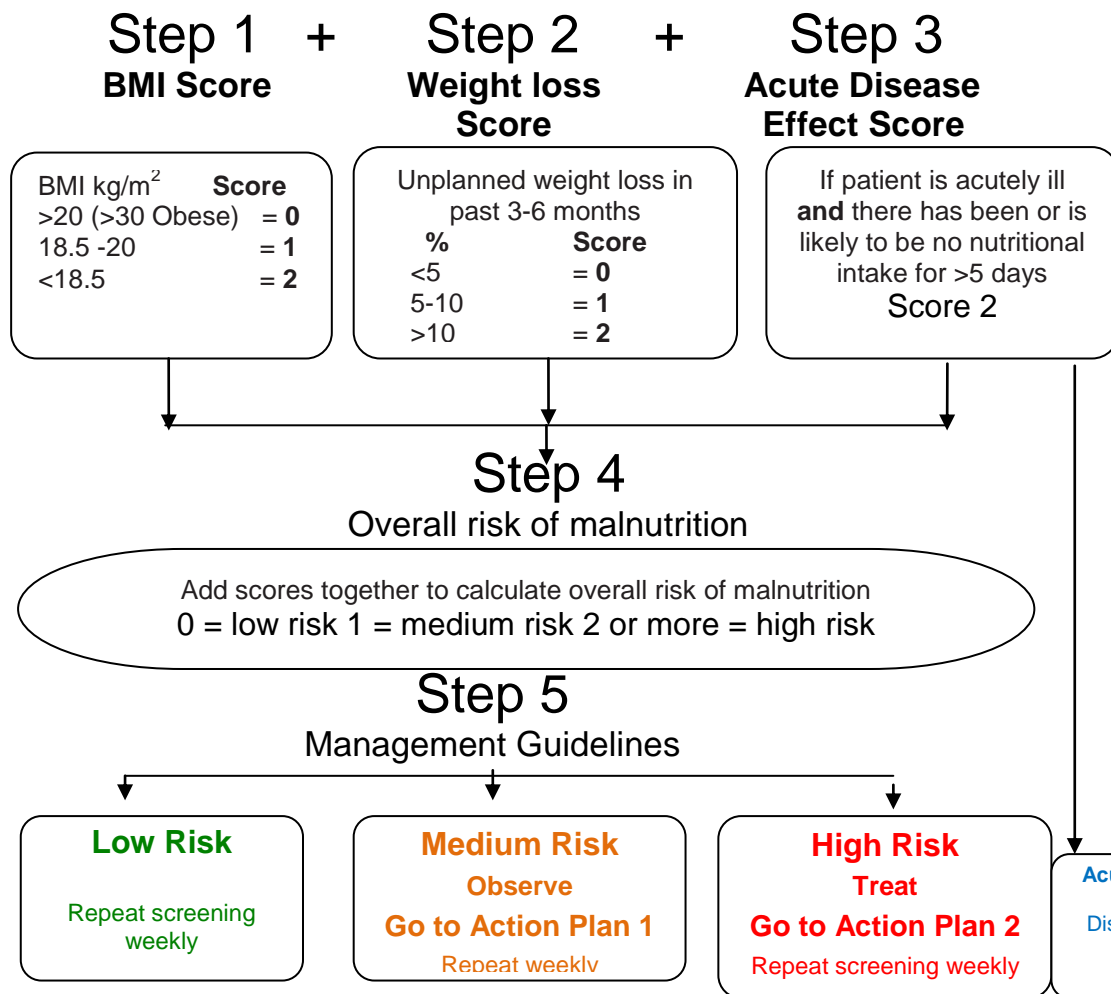 Step 1 + Step 2 + Step 3
BMI Score
Weight loss
Score
Acute Disease
Effect Score
BMI kg/m² Score
>20 (>30 Obese) = 0
18.5 -20 = 1
<18.5 = 2
Unplanned weight loss in
past 3-6 months
% Score
<5 = 0
5-10 = 1
>10 = 2
If patient is acutely ill
and there has been or is
likely to be no nutritional
intake for >5 days
Score 2
Step 4
Overall risk of malnutrition
Add scores together to calculate overall risk of malnutrition
0 = low risk 1 = medium risk 2 or more = high risk
Step 5
Management Guidelines
Low Risk
Repeat screening
weekly
Medium Risk
Observe
Go to Action Plan 1
Repeat weekly
High Risk
Treat
Go to Action Plan 2
Repeat screening weekly